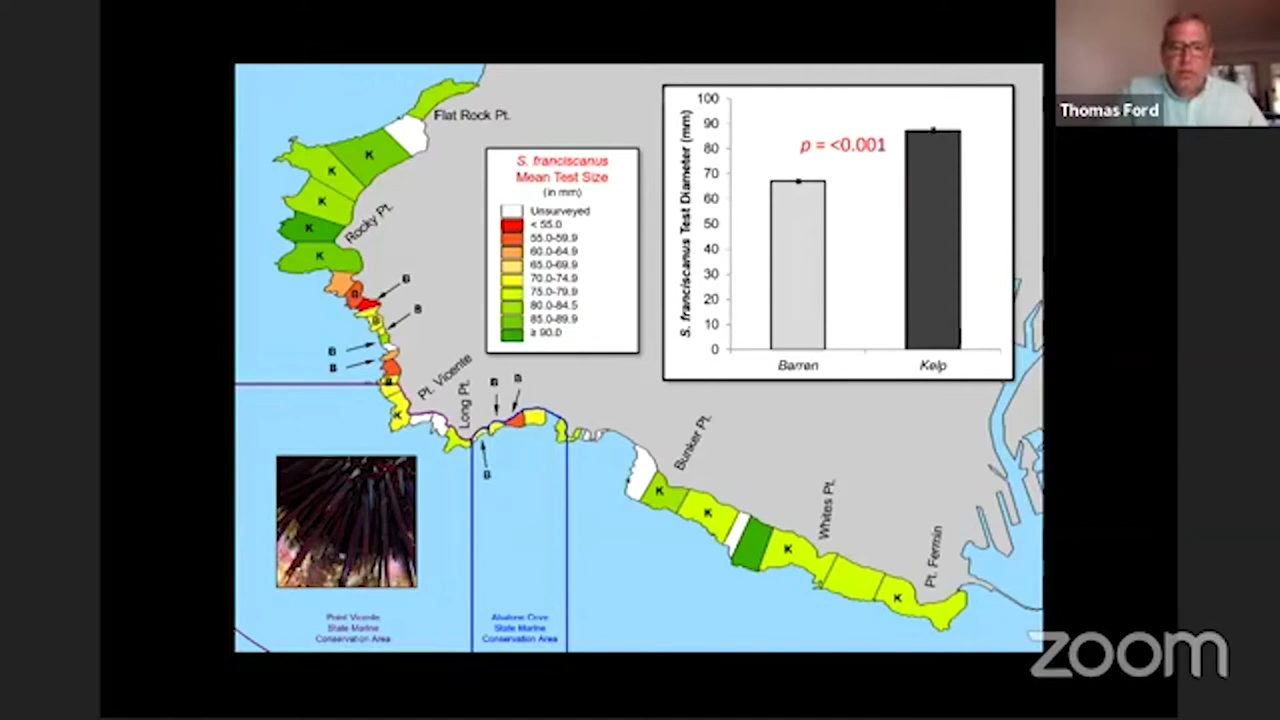 Thomas Ford
Flat Rock Pt.
Rocky Pt.
K
K
K
K
K
B
B
B
B
B
B
B
K
B
B
B
K
K
K
K
Pt. Vicente
Long Pt.
Bunker Pt.
Whites Pt.
Pt. Fermin
S. franciscanus
Mean Test Size
(in mm)
Unsurveyed
< 55.0
55.0-59.9
60.0-64.9
65.0-69.9
70.0-74.9
75.0-79.9
80.0-84.5
85.0-89.9
≥ 90.0
S. franciscanus Test Diameter (mm)
100
90
80
70
60
50
40
30
20
10
0
p = <0.001
Barren
Kelp
Point Vicente
State Marine
Conservation Area
Abalone Cove
State Marine
Conservation Area
zoom